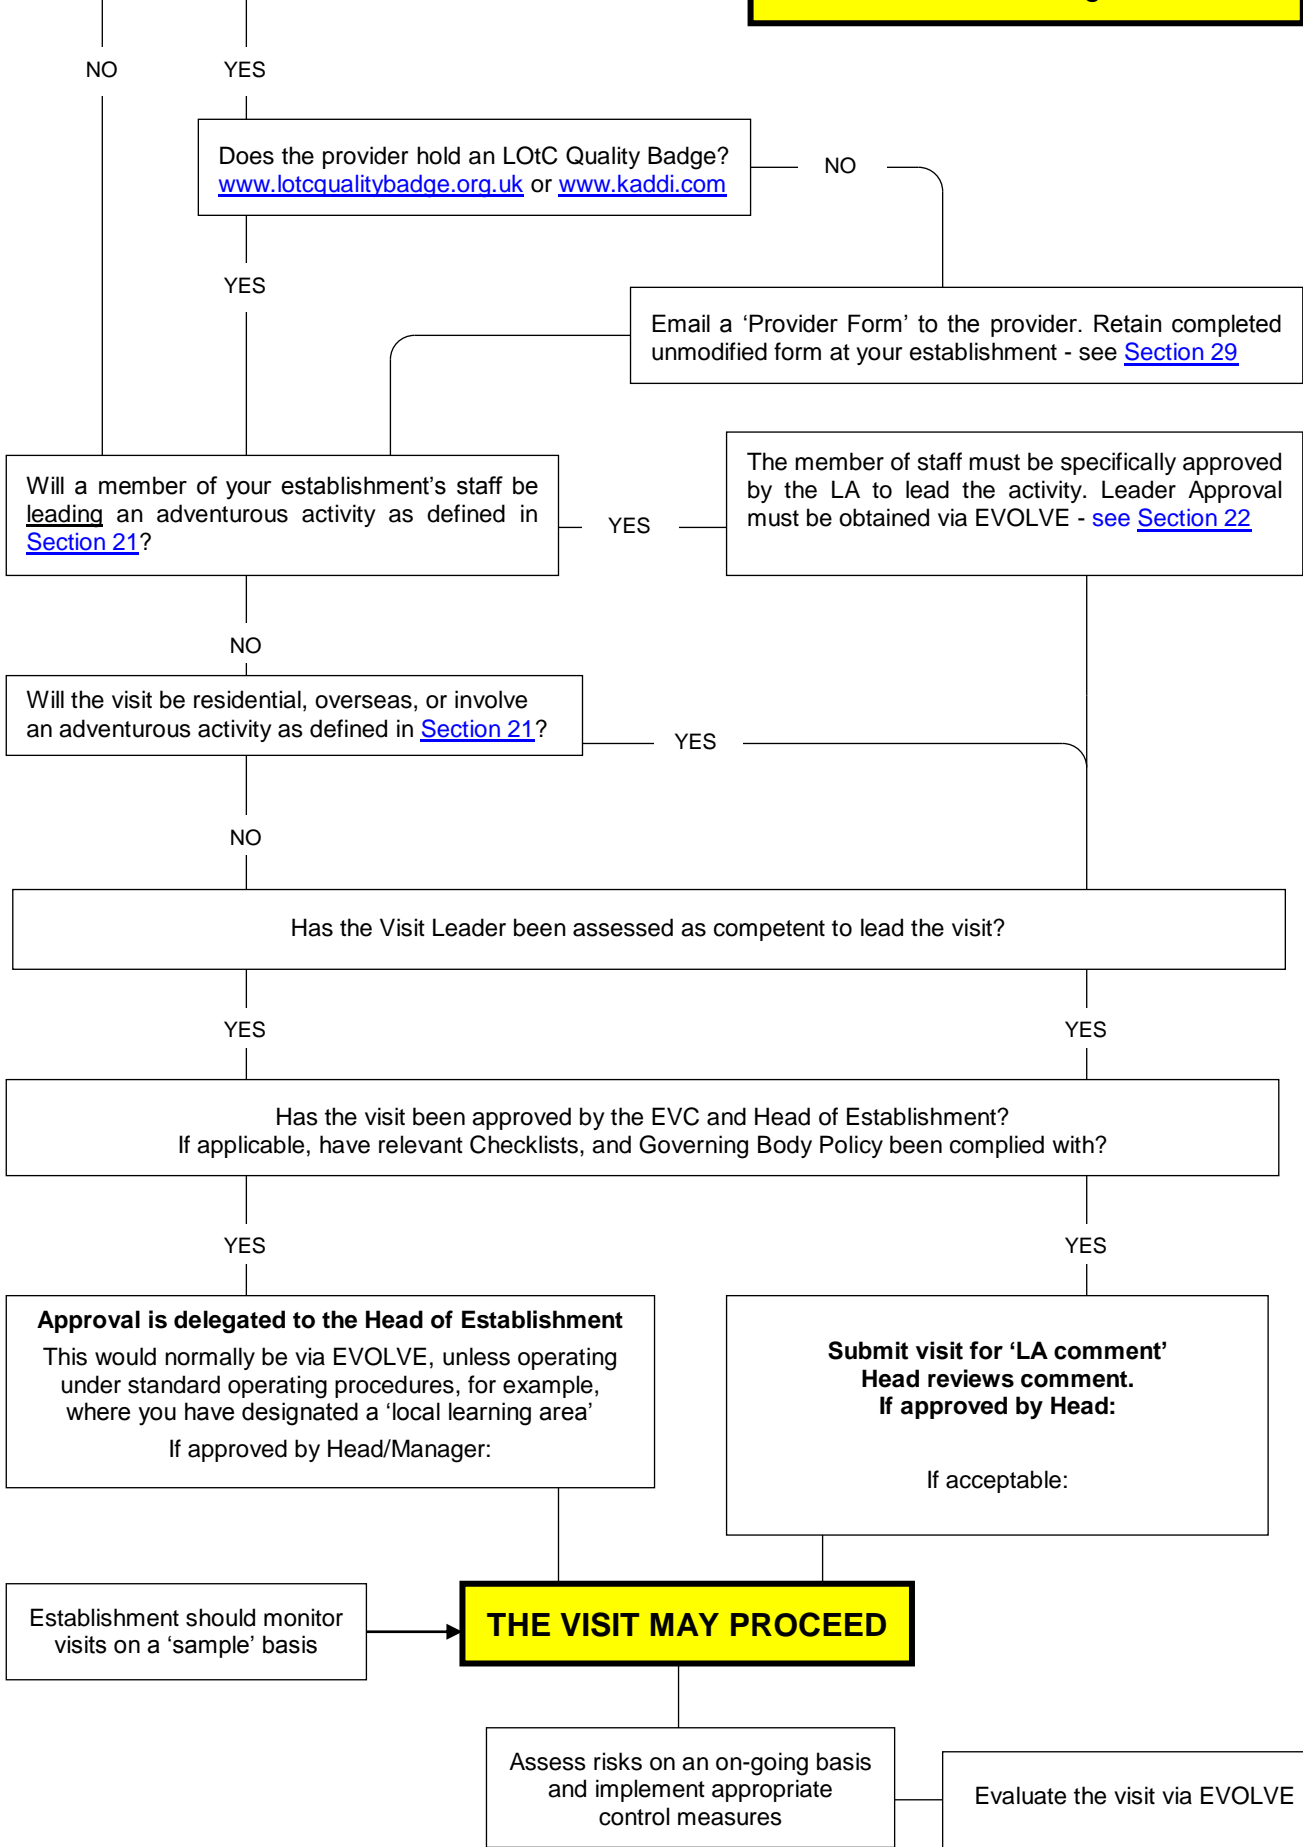 NO
YES
Does the provider hold an LOtC Quality Badge?
www.lotcqualitybadge.org.uk or www.kaddi.com
NO
YES
Email a ‘Provider Form’ to the provider. Retain completed
unmodified form at your establishment - see Section 29
Will a member of your establishment’s staff be
leading an adventurous activity as defined in
Section 21?
YES
The member of staff must be specifically approved
by the LA to lead the activity. Leader Approval
must be obtained via EVOLVE - see Section 22
NO
Will the visit be residential, overseas, or involve
an adventurous activity as defined in Section 21?
YES
NO
Has the Visit Leader been assessed as competent to lead the visit?
YES
YES
Has the visit been approved by the EVC and Head of Establishment?
If applicable, have relevant Checklists, and Governing Body Policy been complied with?
YES
YES
Approval is delegated to the Head of Establishment
This would normally be via EVOLVE, unless operating
under standard operating procedures, for example,
where you have designated a ‘local learning area’
If approved by Head/Manager:
Submit visit for ‘LA comment’
Head reviews comment.
If approved by Head:
If acceptable:
Establishment should monitor
visits on a ‘sample’ basis
THE VISIT MAY PROCEED
Assess risks on an on-going basis
and implement appropriate
control measures
Evaluate the visit via EVOLVE